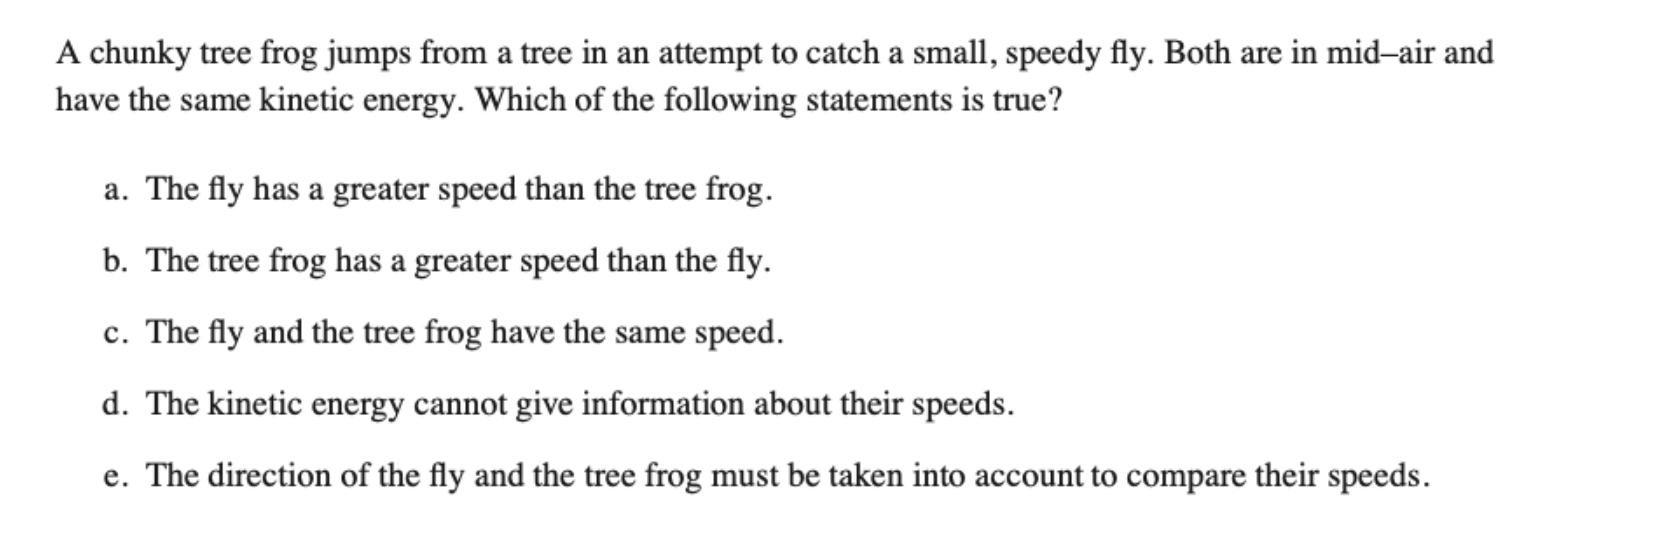 A chunky tree frog jumps from a tree in an attempt to catch a small, speedy fly. Both are in mid–air and
have the same kinetic energy. Which of the following statements is true?
a. The fly has a greater speed than the tree frog.
b. The tree frog has a greater speed than the fly.
c. The fly and the tree frog have the same speed.
d. The kinetic energy cannot give information about their speeds.
e. The direction of the fly and the tree frog must be taken into account to compare their speeds.